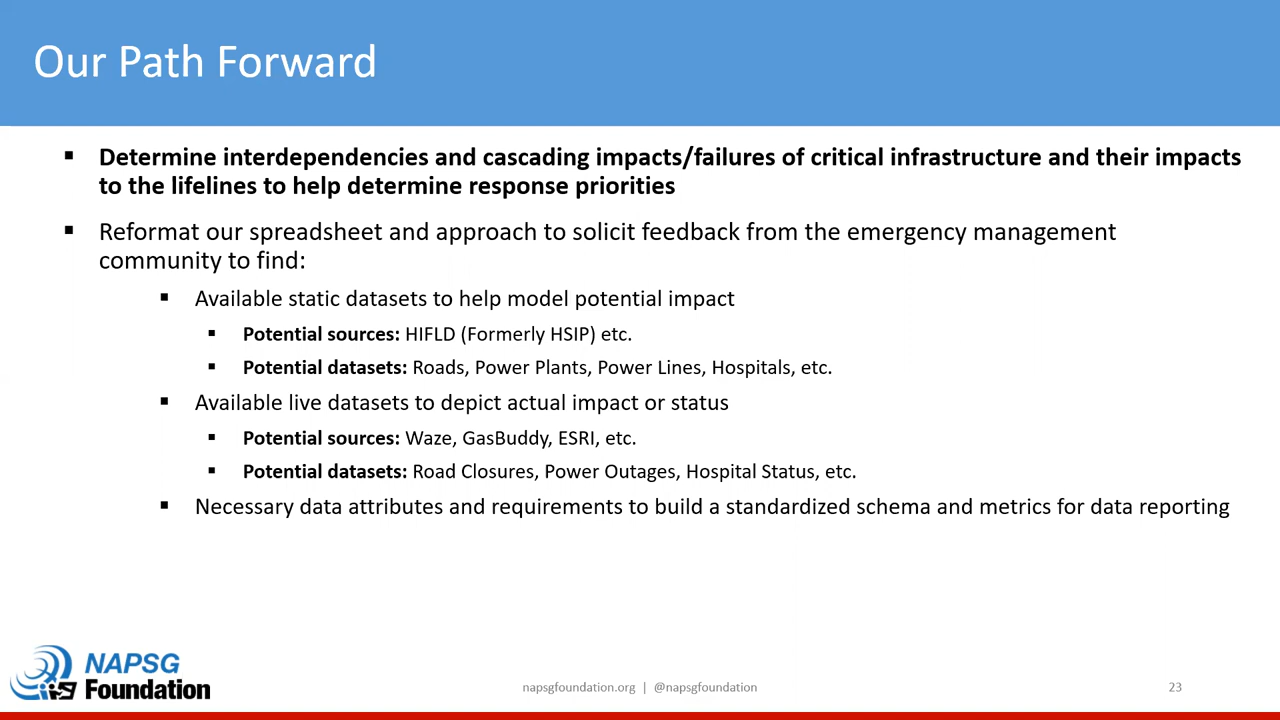 Our Path Forward
▪ Determine interdependencies and cascading impacts/failures of critical infrastructure and their impacts
to the lifelines to help determine response priorities
▪ Reformat our spreadsheet and approach to solicit feedback from the emergency management
community to find:
▪ Available static datasets to help model potential impact
▪ Potential sources: HIFLD (Formerly HSIP) etc.
▪ Potential datasets: Roads, Power Plants, Power Lines, Hospitals, etc.
▪ Available live datasets to depict actual impact or status
▪ Potential sources: Waze, GasBuddy, ESRI, etc.
▪ Potential datasets: Road Closures, Power Outages, Hospital Status, etc.
▪ Necessary data attributes and requirements to build a standardized schema and metrics for data reporting
NAPSG
Foundation
napsgfoundation.org | @napsgfoundation
23